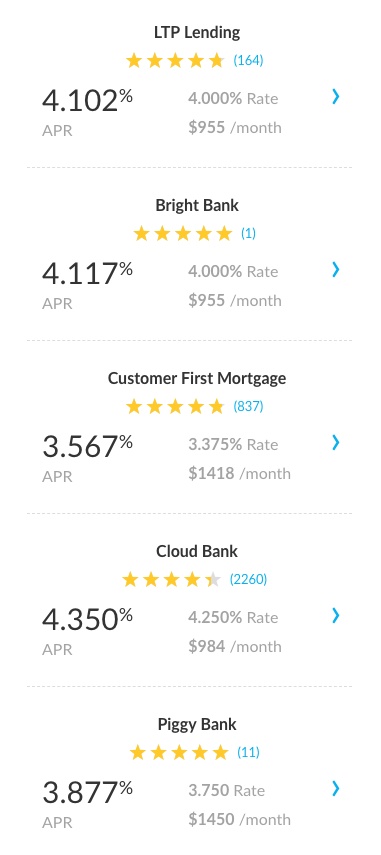 LTP Lending
(164)
4.102%
4.000% Rate
APR
$955 /month
Bright Bank
(1)
4.117%
4.000% Rate
APR
$955 /month
Customer First Mortgage
(837)
3.567%
3.375% Rate
APR
$1418 /month
Cloud Bank
(2260)
4.350%
4.250% Rate
APR
$984 /month
Piggy Bank
(11)
3.877%
3.750 Rate
APR
$1450 /month